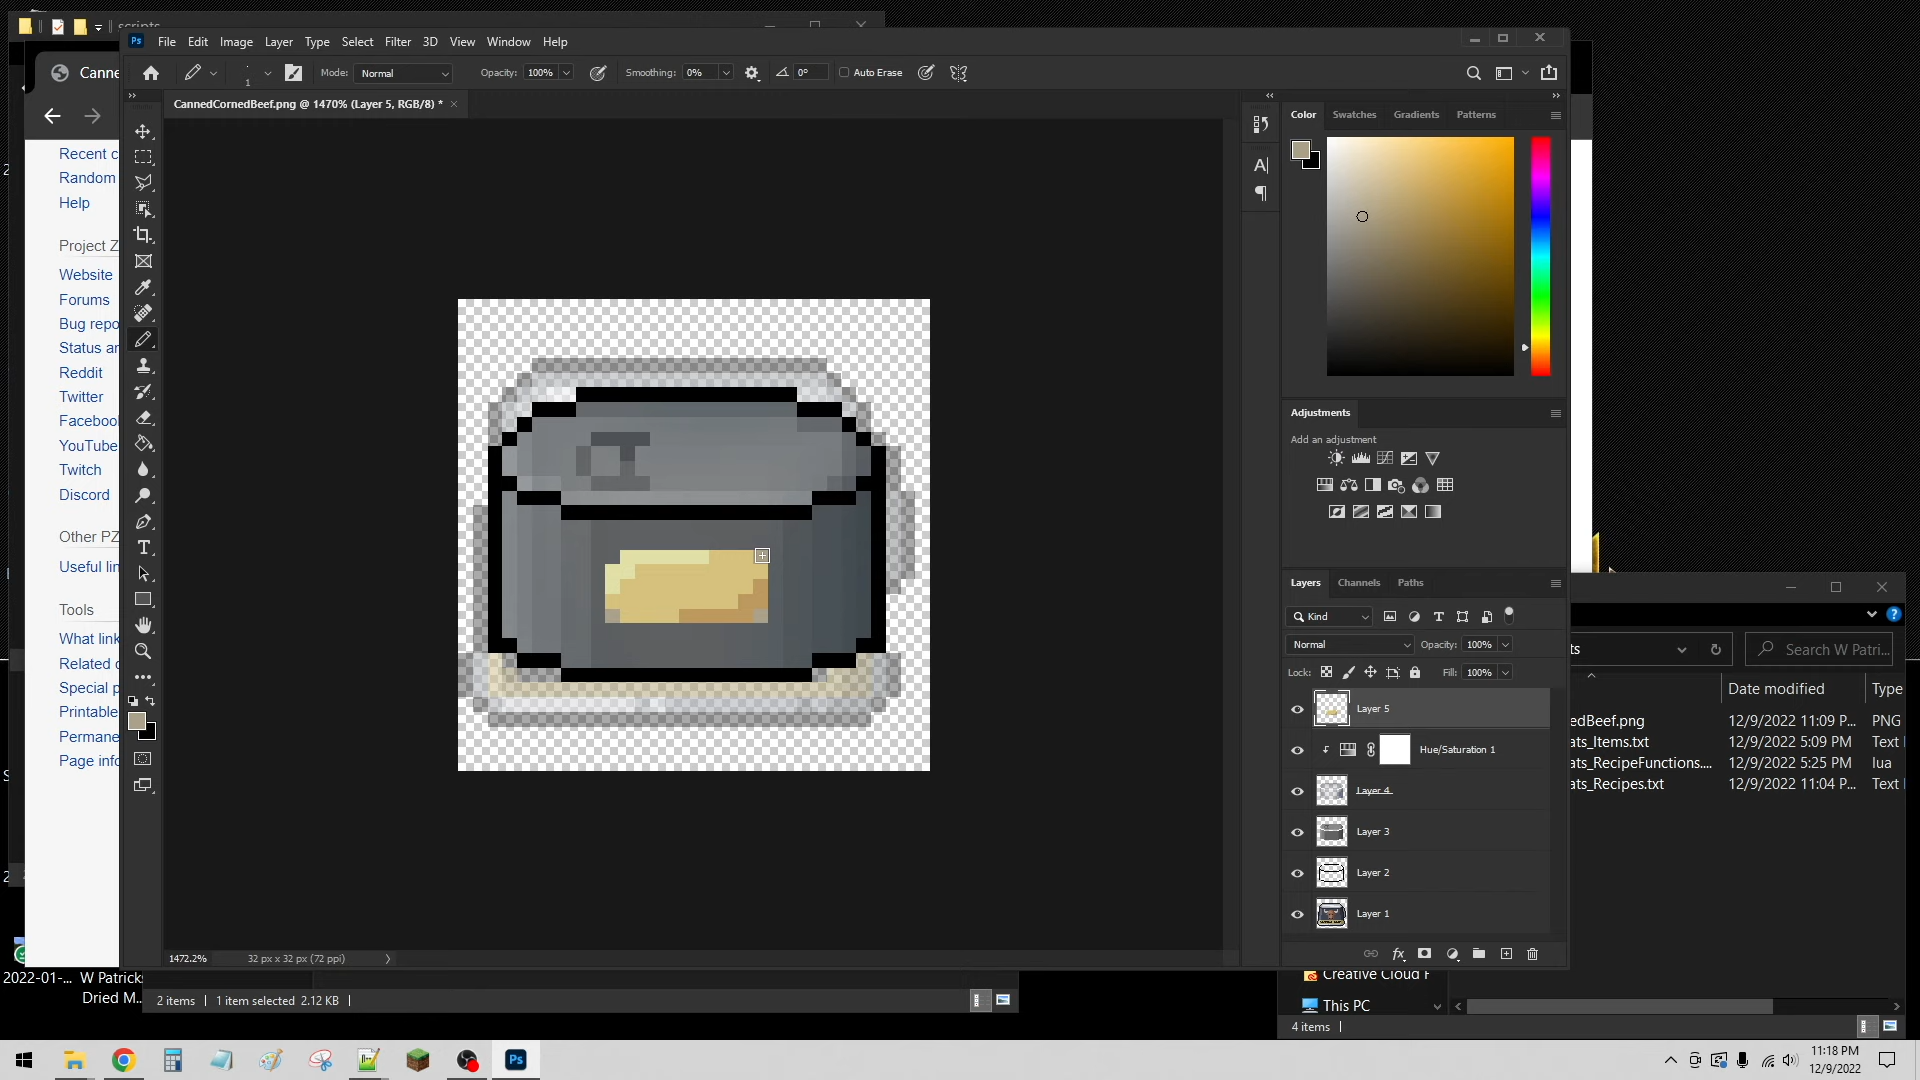 scripts
File Edit Image Layer Type Select Filter 3D View Window Help
Canne
Mode: Normal
Opacity: 100%
Smoothing: 0%
0°
Auto Erase
1
CannedCornedBeef.png @ 1470% (Layer 5, RGB/8) *
Color Swatches Gradients Patterns
Recent c
Random
Help
Project Z
Website
Forums
Bug repo
Status ar
Reddit
Twitter
Faceboo
YouTube
Twitch
Discord
Other PZ
Useful lin
Tools
What link
Related c
Special p
Printable
Permane
Page info
Adjustments
Add an adjustment
Layers Channels Paths
Kind
Normal
Opacity: 100%
Lock:
Fill: 100%
Layer 5
Hue/Saturation 1
Layer 4
Layer 3
Layer 2
Layer 1
1472.2%
32 px x 32 px (72 ppi)
ts
Search W Patri...
Date modified
Type
edBeef.png 12/9/2022 11:09 P... PNG
ats_Items.txt 12/9/2022 5:09 PM Text
ats_RecipeFunctions.... 12/9/2022 5:25 PM lua
ats_Recipes.txt 12/9/2022 11:04 P... Text
Creative Cloud F
This PC
4 items
2022-01-...
W Patricks
Dried M...
2 items
1 item selected 2.12 KB
11:18 PM
12/9/2022